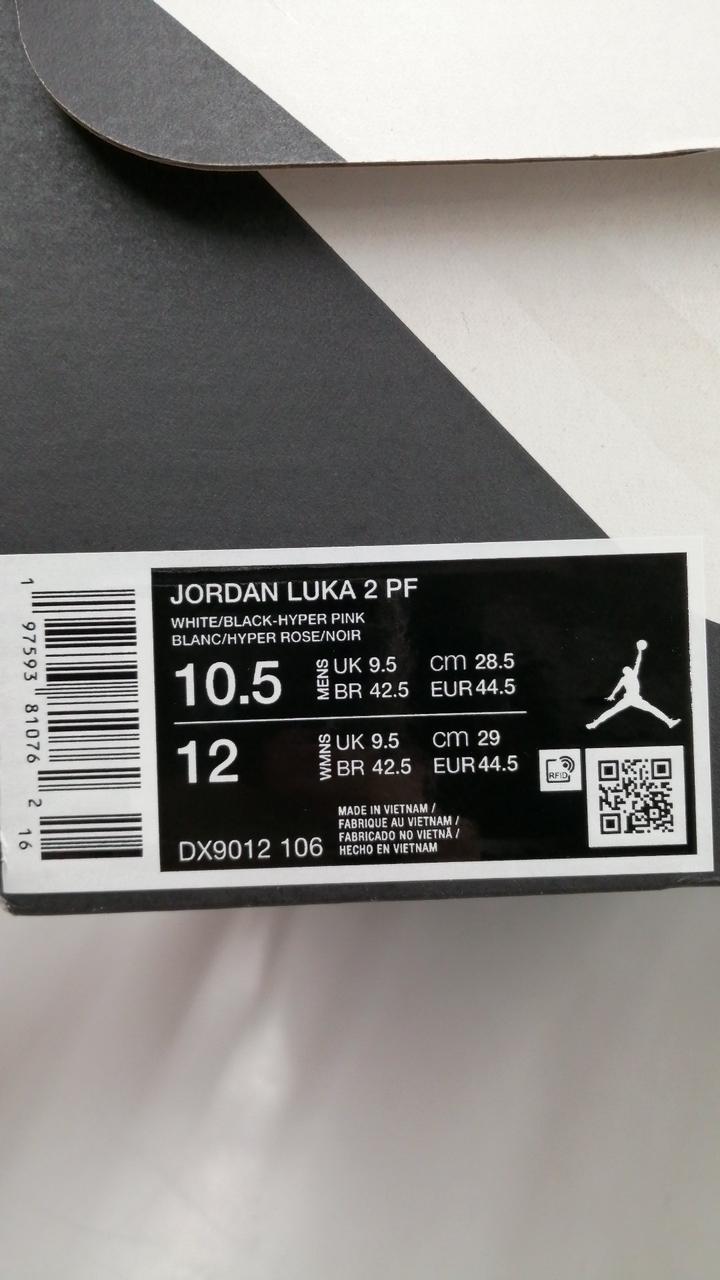 JORDAN LUKA 2 PF
WHITE/BLACK-HYPER PINK
BLANC/HYPER ROSE/NOIR
10.5 MENS UK 9.5 cm 28.5
BR 42.5 EUR 44.5
12 WMNS UK 9.5 cm 29
BR 42.5 EUR 44.5
RFID
MADE IN VIETNAM /
FABRIQUE AU VIETNAM /
FABRICADO NO VIETNÃ /
HECHO EN VIETNAM
DX9012 106
1 97593 81076 2 16